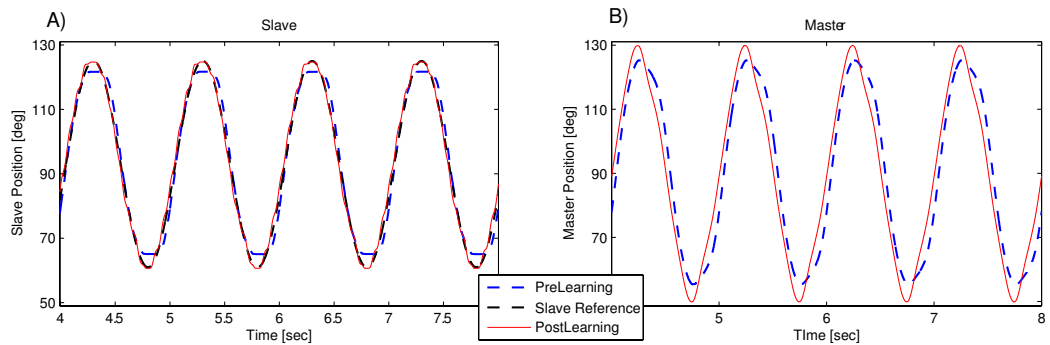 A)
Slave
130
110
90
70
50
Slave Position [deg]
4
4.5
5
5.5
6
6.5
7
7.5
Time [sec]
B)
Master
130
110
90
70
50
Master Position [deg]
5
6
7
8
TIme [sec]
PreLearning
Slave Reference
PostLearning